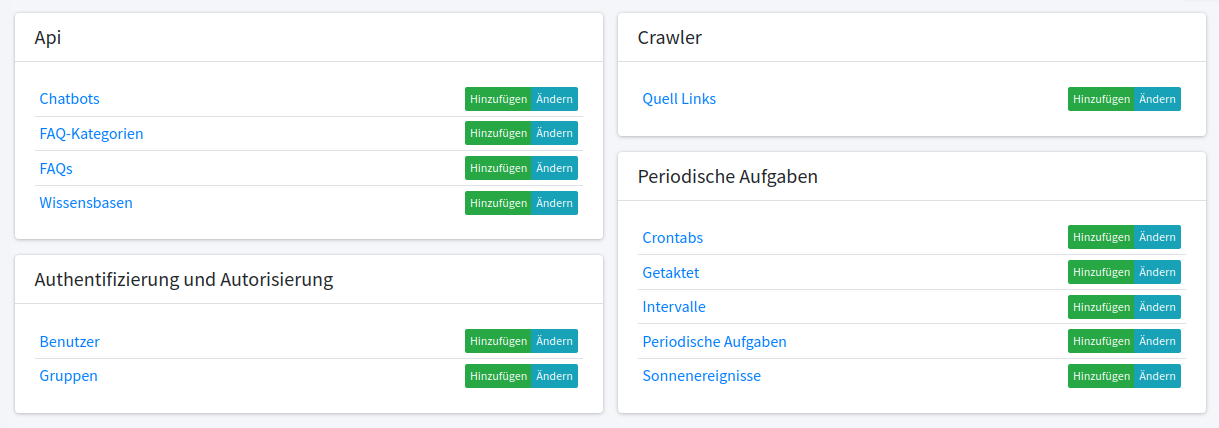 Api
Chatbots Hinzufügen Ändern
FAQ-Kategorien Hinzufügen Ändern
FAQs Hinzufügen Ändern
Wissensbasen Hinzufügen Ändern
Authentifizierung und Autorisierung
Benutzer Hinzufügen Ändern
Gruppen Hinzufügen Ändern
Crawler
Quell Links Hinzufügen Ändern
Periodische Aufgaben
Crontabs Hinzufügen Ändern
Getaktet Hinzufügen Ändern
Intervalle Hinzufügen Ändern
Periodische Aufgaben Hinzufügen Ändern
Sonnenereignisse Hinzufügen Ändern